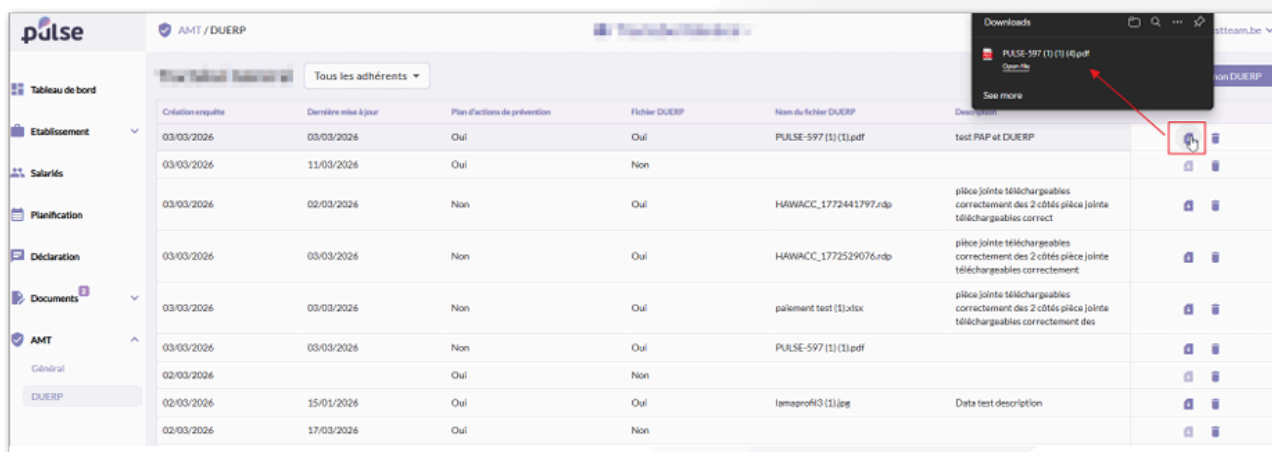 pulse
AMT / DUERP
Downloads
PULSE-597 (1) (1) (4).pdf
Open file
See more
stteam.be
mon DUERP
Tous les adhérents
Tableau de bord
Etablissement
Salariés
Planification
Déclaration
Documents 2
AMT
Général
DUERP
Création enquête Dernière mise à jour Plan d'actions de prévention Fichier DUERP Nom du fichier DUERP Description
03/03/2026 03/03/2026 Oui Oui PULSE-597 (1) (1).pdf test PAP et DUERP
03/03/2026 11/03/2026 Oui Non
03/03/2026 02/03/2026 Non Oui HAWACC_1772441797.rdp pièce jointe téléchargeables
correctement des 2 côtés pièce jointe
téléchargeables correct
03/03/2026 03/03/2026 Non Oui HAWACC_1772529076.rdp pièce jointe téléchargeables
correctement des 2 côtés pièce jointe
téléchargeables correctement
03/03/2026 03/03/2026 Non Oui paiement test (1).xlsx pièce jointe téléchargeables
correctement des 2 côtés pièce jointe
téléchargeables correctement des
03/03/2026 03/03/2026 Non Oui PULSE-597 (1) (1).pdf
02/03/2026 Oui Non
02/03/2026 15/01/2026 Oui Oui lamaprofil3 (1).jpg Data test description
02/03/2026 17/03/2026 Oui Non